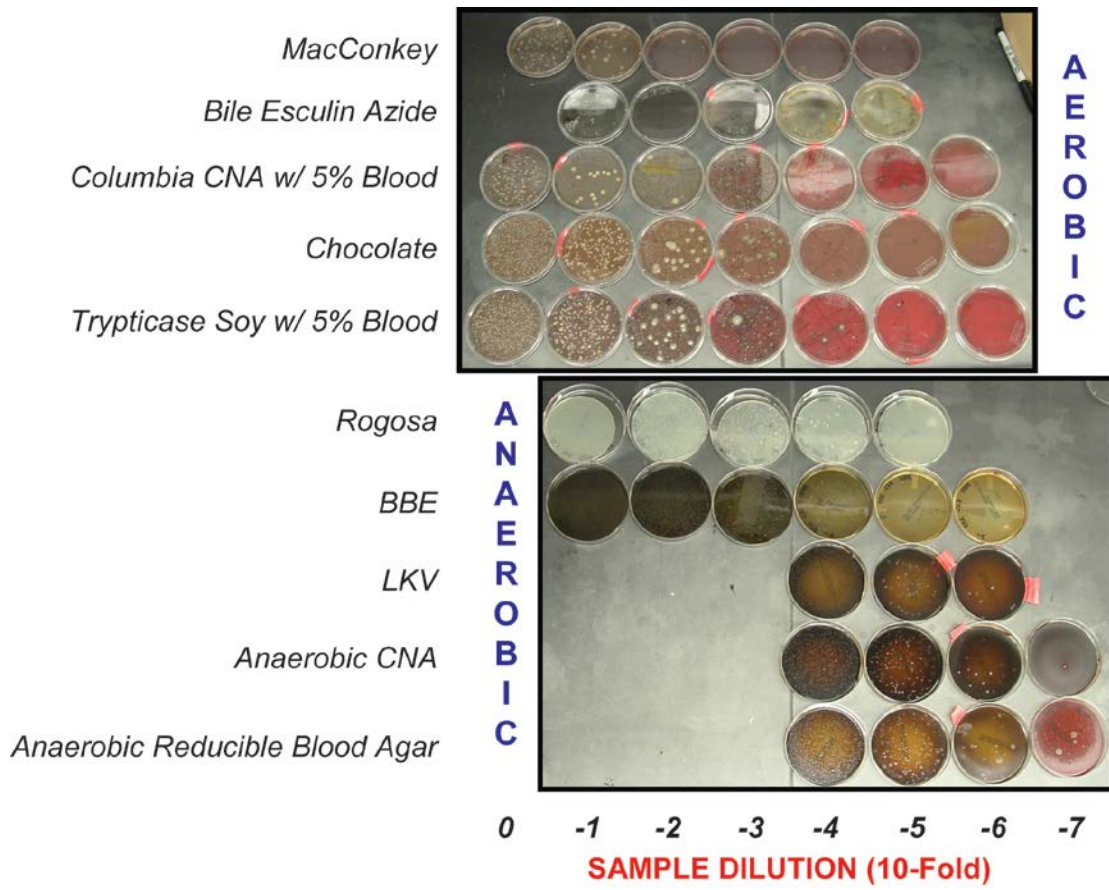 MacConkey
Bile Esculin Azide
Columbia CNA w/ 5% Blood
Chocolate
Trypticase Soy w/ 5% Blood
AEROBIC
Rogosa
BBE
LKV
Anaerobic CNA
Anaerobic Reducible Blood Agar
ANAEROBIC
0 -1 -2 -3 -4 -5 -6 -7
SAMPLE DILUTION (10-Fold)